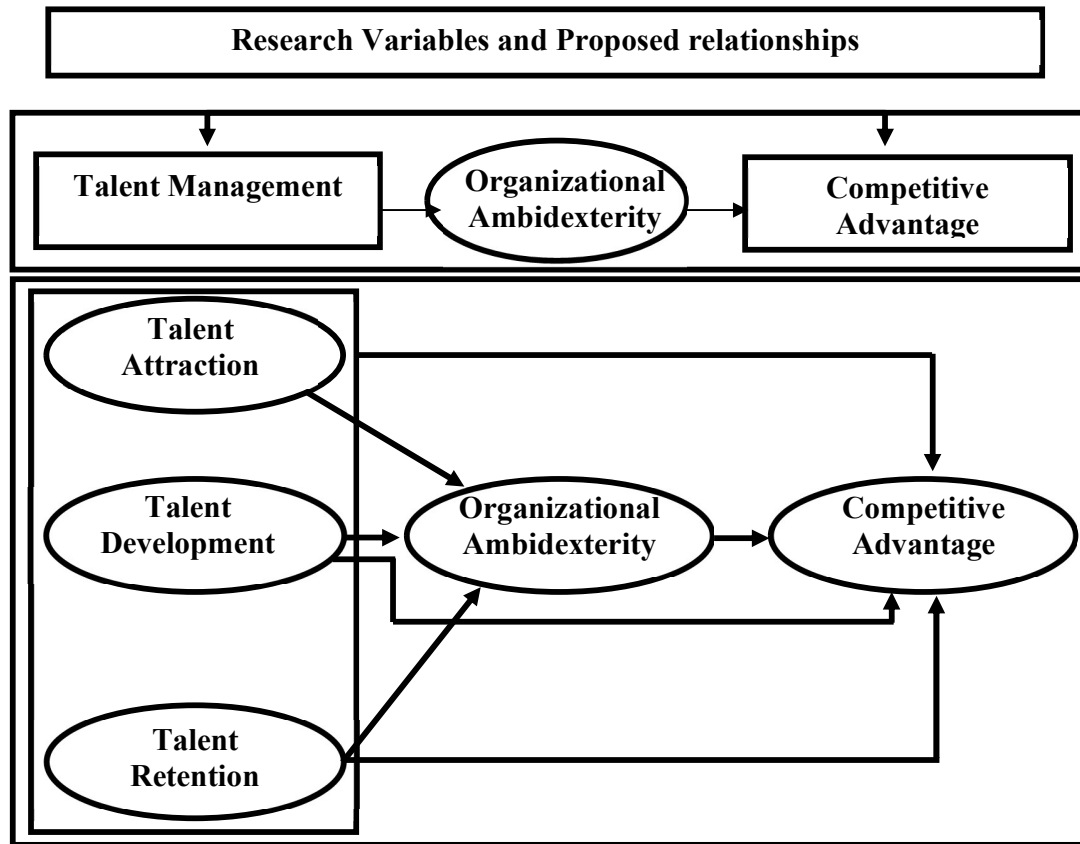 Research Variables and Proposed relationships
Talent Management
Organizational
Ambidexterity
Competitive
Advantage
Talent
Attraction
Talent
Development
Organizational
Ambidexterity
Competitive
Advantage
Talent
Retention